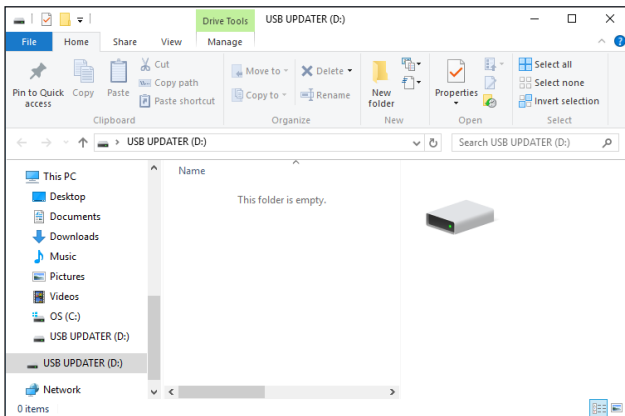 Drive Tools USB UPDATER (D:)
File Home Share View Manage
Pin to Quick access
Copy
Paste
Cut
Copy path
Paste shortcut
Clipboard
Move to
Copy to
Delete
Rename
Organize
New folder
New
Properties
Open
Select all
Select none
Invert selection
Select
USB UPDATER (D:)
Search USB UPDATER (D:)
This PC
Desktop
Documents
Downloads
Music
Pictures
Videos
OS (C:)
USB UPDATER (D:)
USB UPDATER (D:)
Network
Name
This folder is empty.
0 items